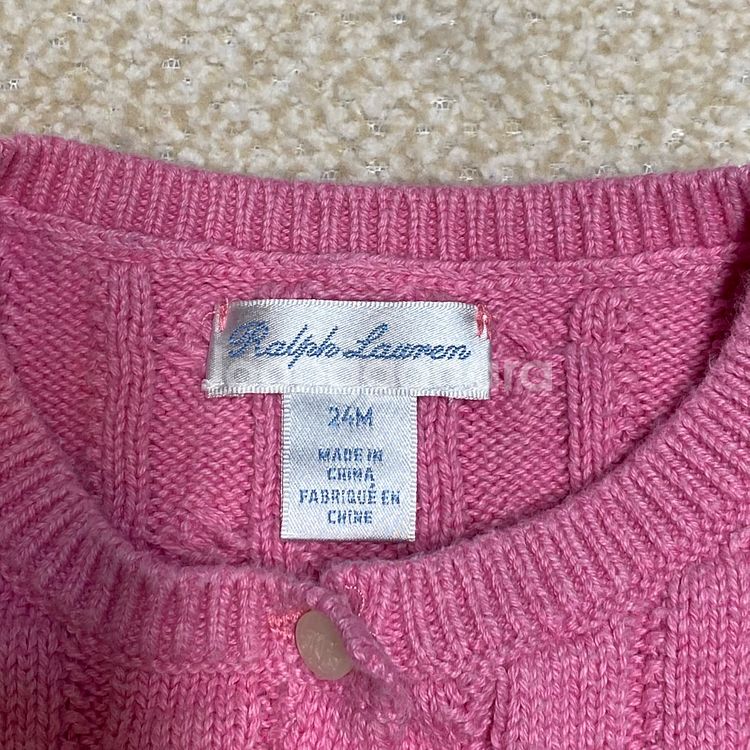 Ralph Lauren
24M
MADE IN
CHINA
FABRIQUÉ EN
CHINE